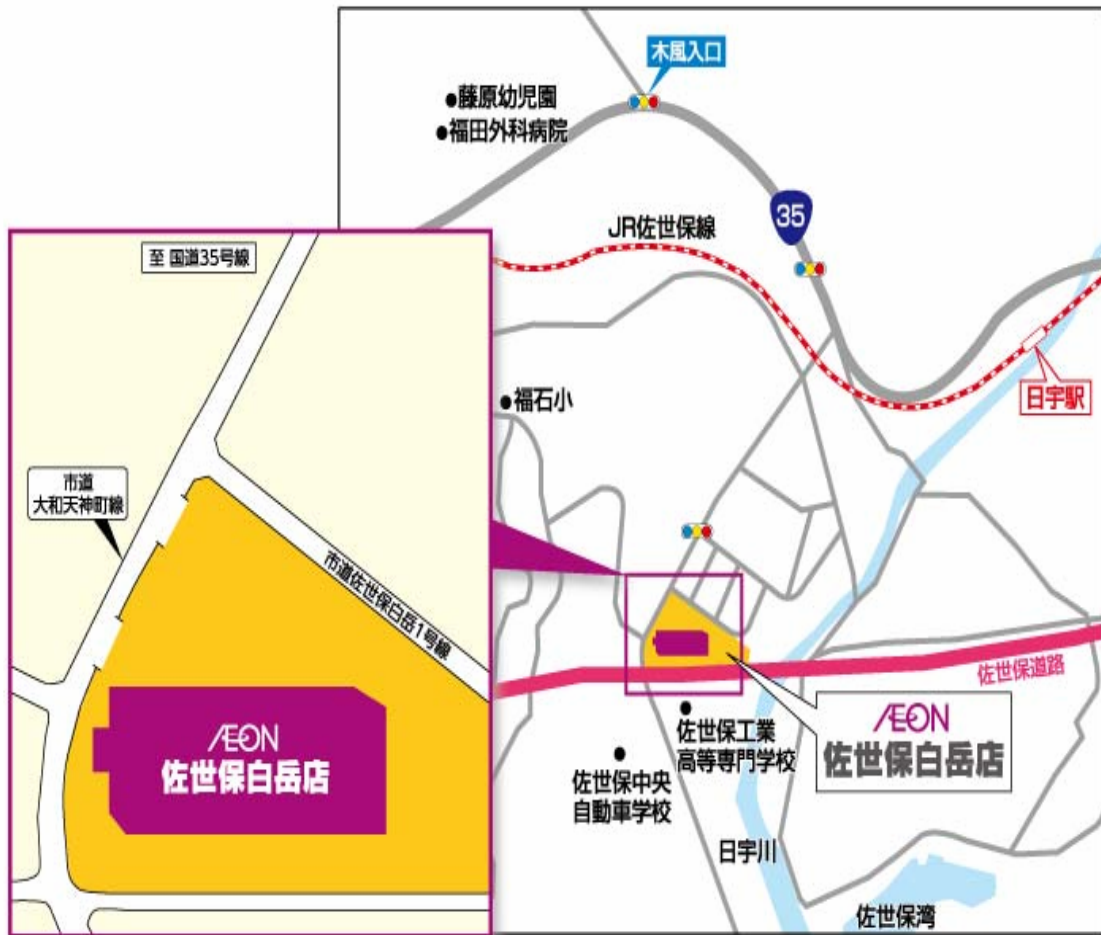 木風入口
●藤原幼児園
●福田外科病院
35
JR佐世保線
至 国道35号線
日宇駅
●福石小
市道
大和天神町線
市道佐世保白岳1号線
佐世保道路
AEON
佐世保白岳店
佐世保工業
高等専門学校
AEON
佐世保白岳店
佐世保中央
自動車学校
日宇川
佐世保湾